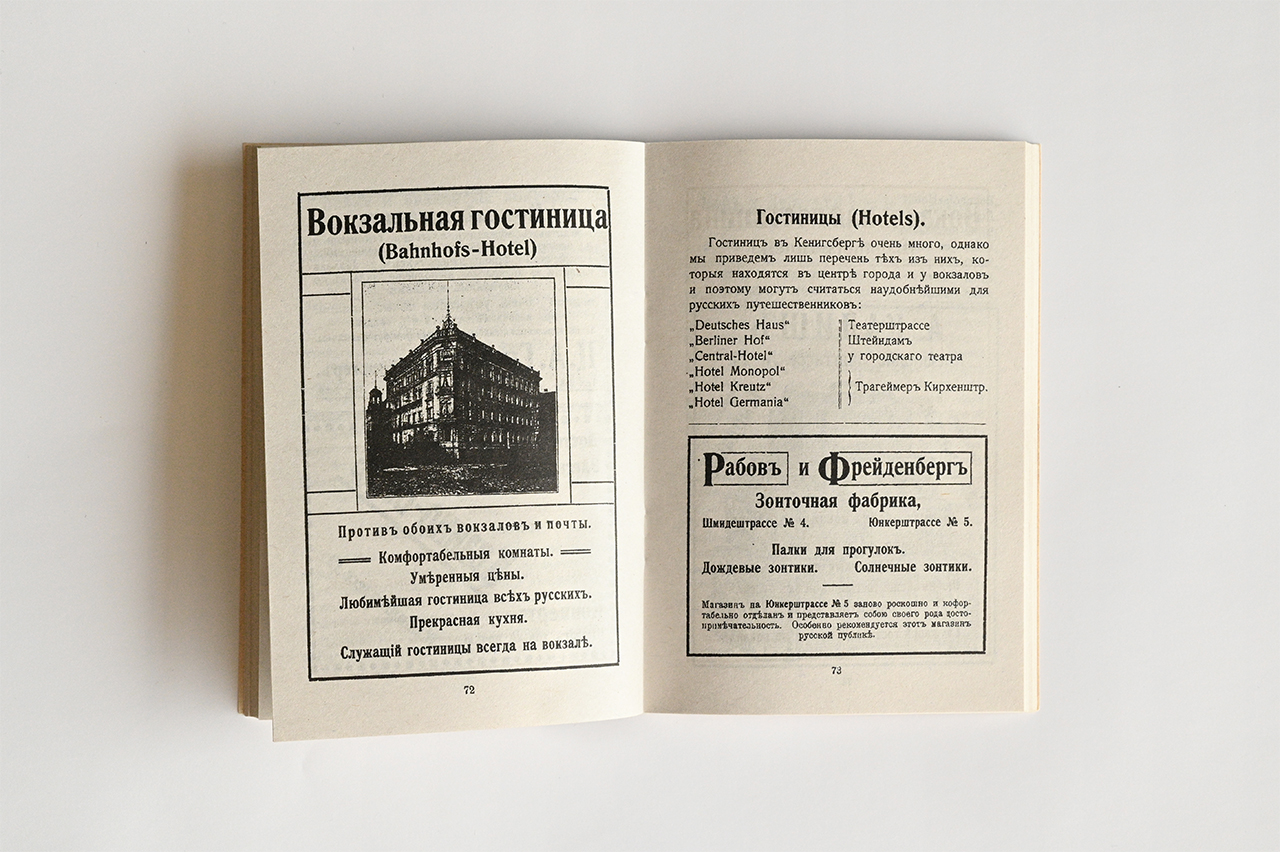 Вокзальная гостиница
(Bahnhofs-Hotel)
Противъ обоихъ вокзаловъ и почты.
Комфортабельныя комнаты.
Умѣренныя цѣны.
Любимѣйшая гостиница всѣхъ русскихъ.
Прекрасная кухня.
Служащій гостиницы всегда на вокзалѣ.
72
Гостиницы (Hotels).
Гостиницъ въ Кенигсбергѣ очень много, однако
мы приведемъ лишь перечень тѣхъ изъ нихъ, ко-
торыя находятся въ центрѣ города и у вокзаловъ
и поэтому могутъ считаться наудобнѣйшими для
русскихъ путешественниковъ:
„Deutsches Haus“ Театерштрассе
„Berliner Hof“ Штейндамъ
„Central-Hotel“ у городскаго театра
„Hotel Monopol“
„Hotel Kreutz“ Трагеймеръ Кирхенштр.
„Hotel Germania“
Рабовъ и Фрейденбергъ
Зонточная фабрика,
Шмидештрассе № 4. Юнкерштрассе № 5.
Палки для прогулокъ.
Дождевые зонтики. Солнечные зонтики.
Магазинъ на Юнкерштрассе № 5 заново роскошно и кофор-
табельно отдѣланъ и представляетъ собою своего рода досто-
примѣчательность. Особенно рекомендуется этотъ магазинъ
русской публикѣ.
73